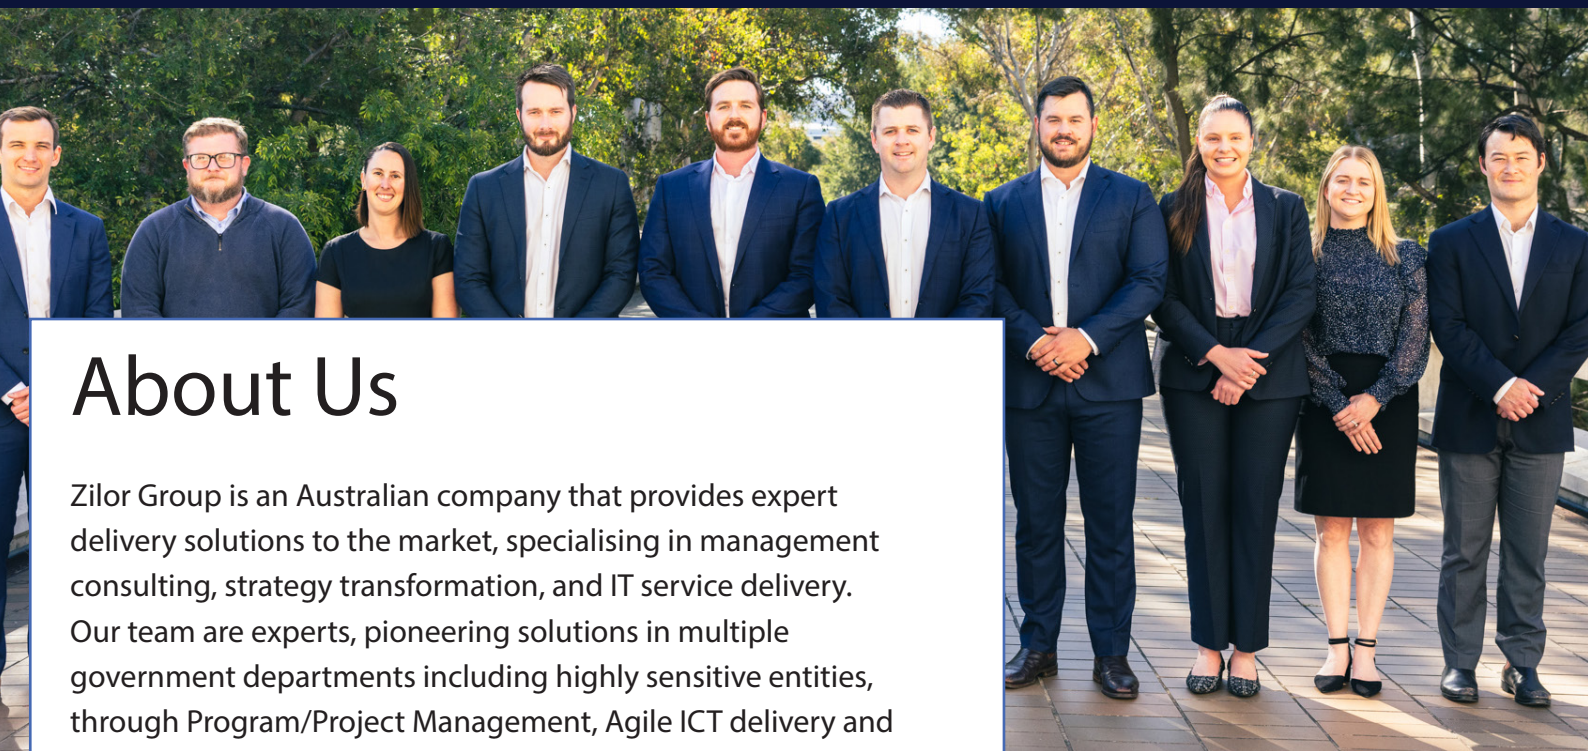 About Us
Zilor Group is an Australian company that provides expert
delivery solutions to the market, specialising in management
consulting, strategy transformation, and IT service delivery.
Our team are experts, pioneering solutions in multiple
government departments including highly sensitive entities,
through Program/Project Management, Agile ICT delivery and